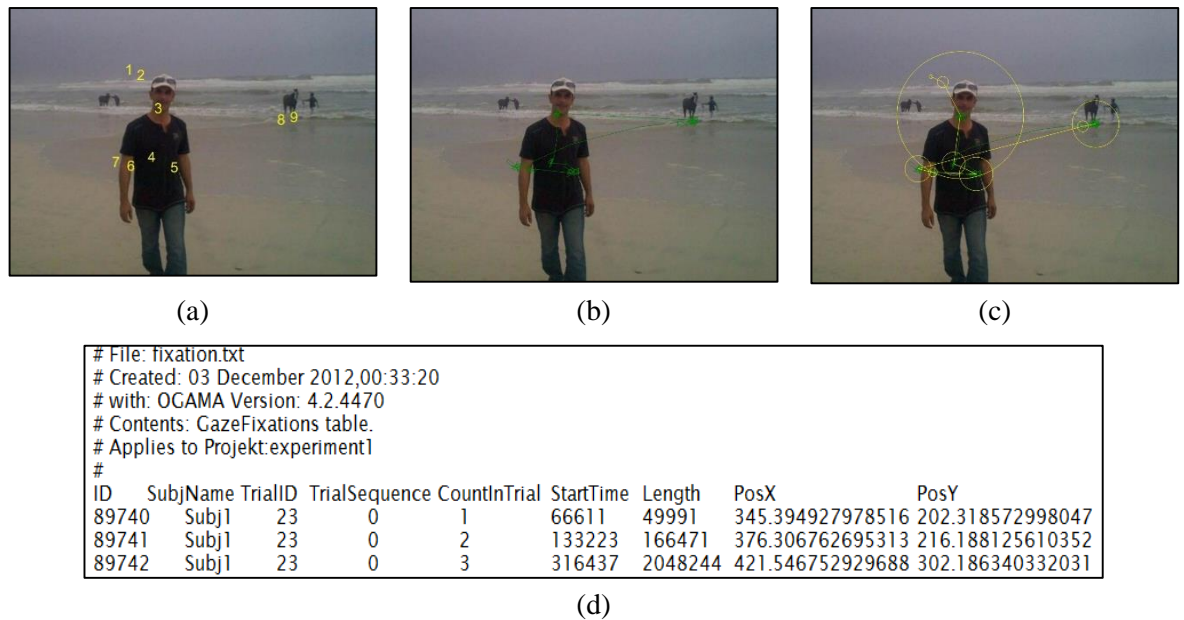 1 2
3
8 9
7 6 4 5
(a) (b) (c)
# File: fixation.txt
# Created: 03 December 2012,00:33:20
# with: OGAMA Version: 4.2.4470
# Contents: GazeFixations table.
# Applies to Projekt:experiment1
#
ID SubjName TrialID TrialSequence CountInTrial StartTime Length PosX PosY
89740 Subj1 23 0 1 66611 49991 345.394927978516 202.318572998047
89741 Subj1 23 0 2 133223 166471 376.306762695313 216.188125610352
89742 Subj1 23 0 3 316437 2048244 421.546752929688 302.186340332031
(d)